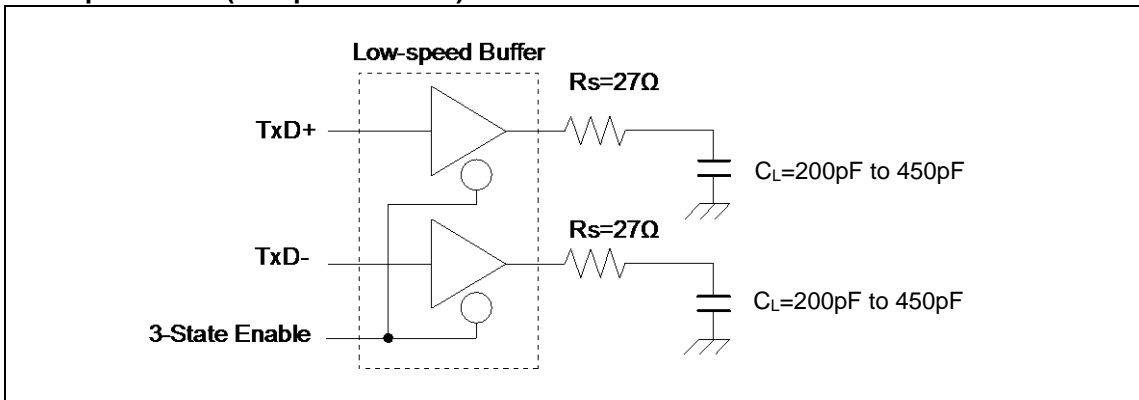 Low-speed Buffer
Rs=27Ω
TxD+
CL=200pF to 450pF
Rs=27Ω
TxD-
CL=200pF to 450pF
3-State Enable